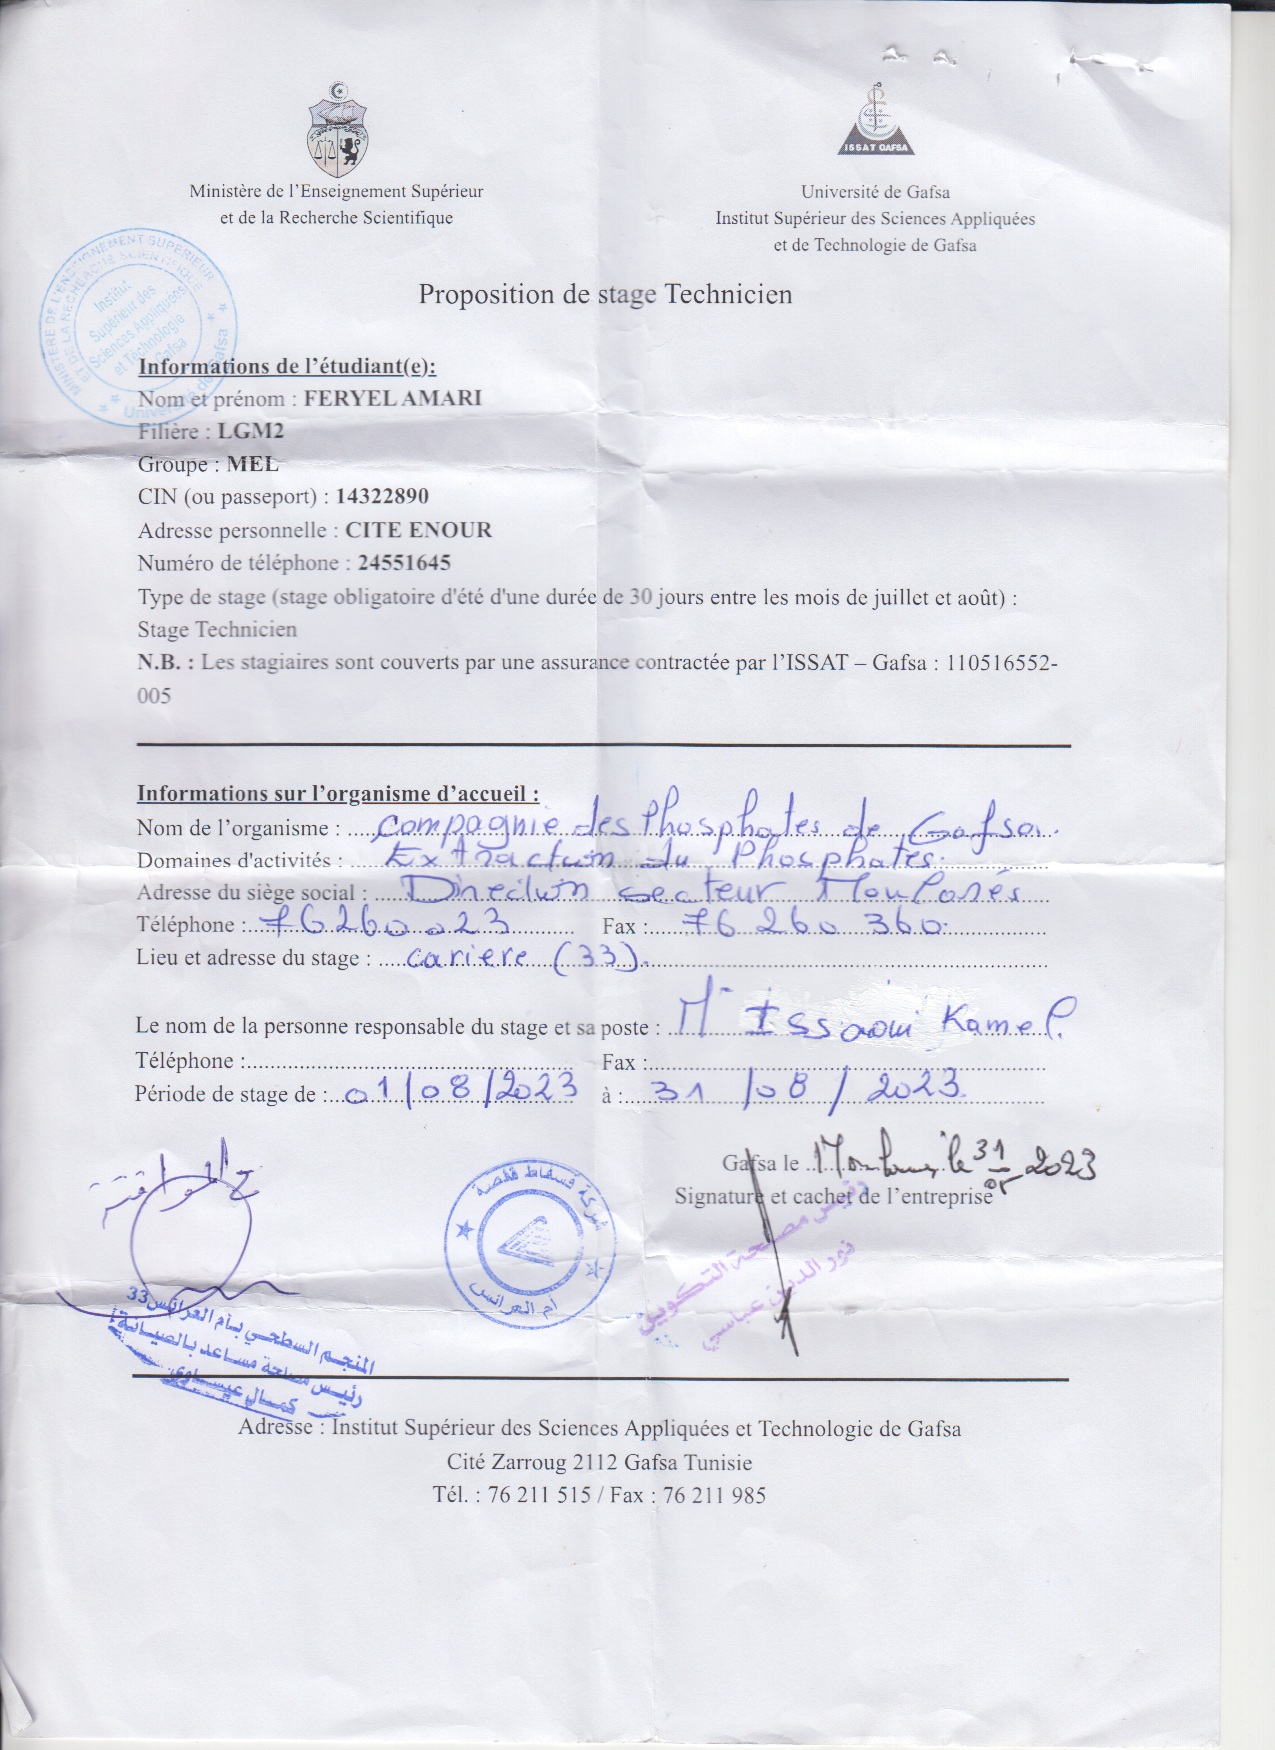 Ministère de l'Enseignement Supérieur
et de la Recherche Scientifique
ISSAT GAFSA
Université de Gafsa
Institut Supérieur des Sciences Appliquées
et de Technologie de Gafsa
MINISTERE DE L'ENSEIGNEMENT SUPERIEUR
ET DE LA RECHERCHE SCIENTIFIQUE
Institut
Supérieur des
Sciences Appliquées
et Technologie
Gafsa
Université de Gafsa
Proposition de stage Technicien
Informations de l'étudiant(e):
Nom et prénom : FERYEL AMARI
Filière : LGM2
Groupe : MEL
CIN (ou passeport) : 14322890
Adresse personnelle : CITE ENOUR
Numéro de téléphone : 24551645
Type de stage (stage obligatoire d'été d'une durée de 30 jours entre les mois de juillet et août) :
Stage Technicien
N.B. : Les stagiaires sont couverts par une assurance contractée par l'ISSAT – Gafsa : 110516552-
005
Informations sur l'organisme d'accueil :
Nom de l'organisme : Compagnie des Phosphates de Gafsa
Domaines d'activités : Extraction du Phosphates
Adresse du siège social : Direction secteur
Téléphone : 76260023 Fax : 76 260 360
Lieu et adresse du stage : cariere (33)
Le nom de la personne responsable du stage et sa poste : Mr Issaoui Kamel
Téléphone : Fax :
Période de stage de : 01/08/2023 à : 31/08/2023
Gafsa le le 31 2023
Signature et cachet de l'entreprise
مع الموافقة
شركة فسفاط قفصة
أم العرائس
رئيس مصلحة التكوين
نور الدين عباسي
المنجم السطحي بأم العرائس 33
رئيس مصلحة مساعد بالصيانة
كمال عيساوي
Adresse : Institut Supérieur des Sciences Appliquées et Technologie de Gafsa
Cité Zarroug 2112 Gafsa Tunisie
Tél. : 76 211 515 / Fax : 76 211 985